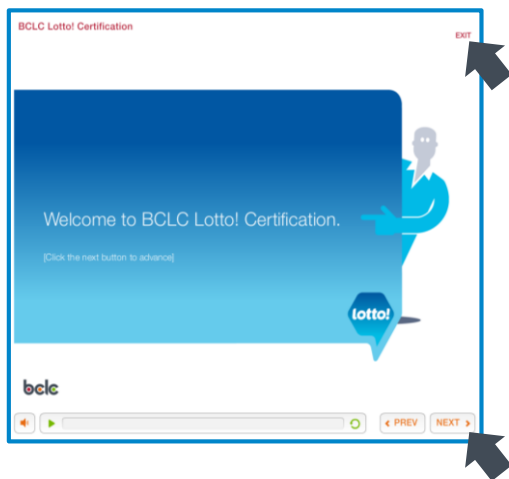 BCLC Lotto! Certification
EXIT
Welcome to BCLC Lotto! Certification.
[Click the next button to advance]
lotto!
bclc
PREV NEXT